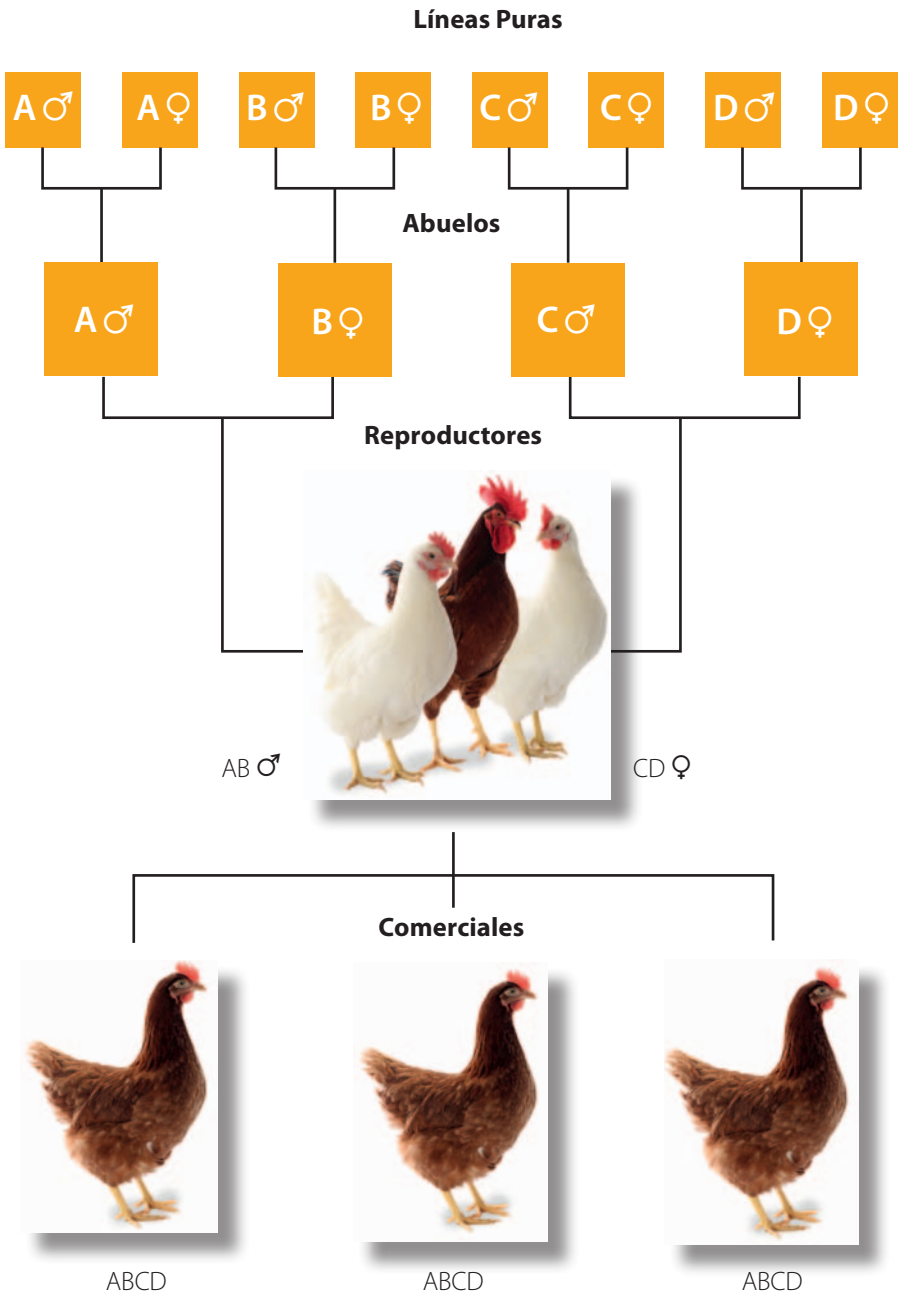 Líneas Puras
A♂ A♀ B♂ B♀ C♂ C♀ D♂ D♀
Abuelos
A♂ B♀ C♂ D♀
Reproductores
AB ♂ CD ♀
Comerciales
ABCD ABCD ABCD